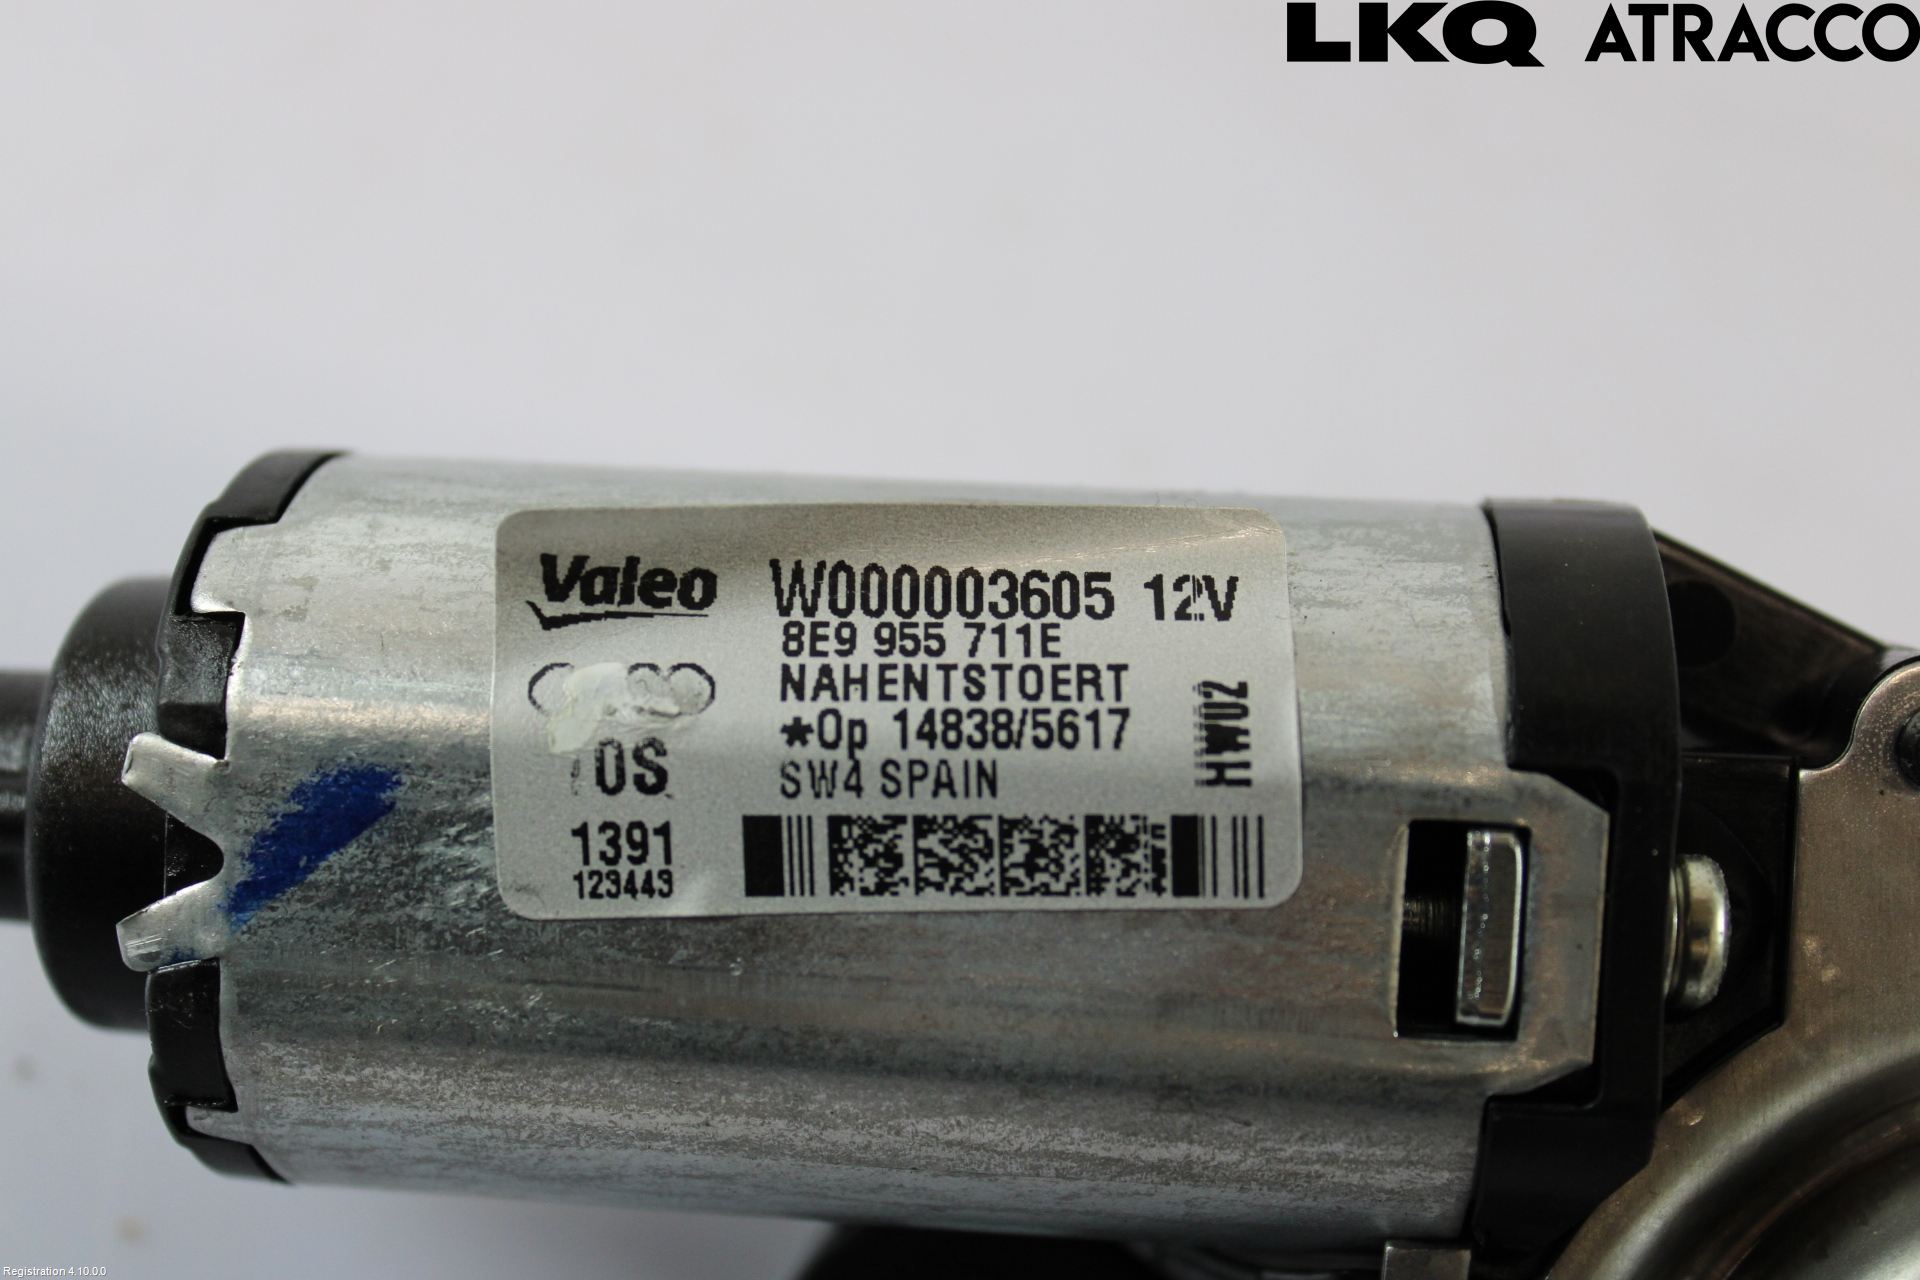 LKQ ATRACCO
Valeo W000003605 12V
8E9 955 711E
NAHENTSTOERT
*Op 14838/5617
SW4 SPAIN
HW02
0S
1391
123443
Registration 4.10.0.0